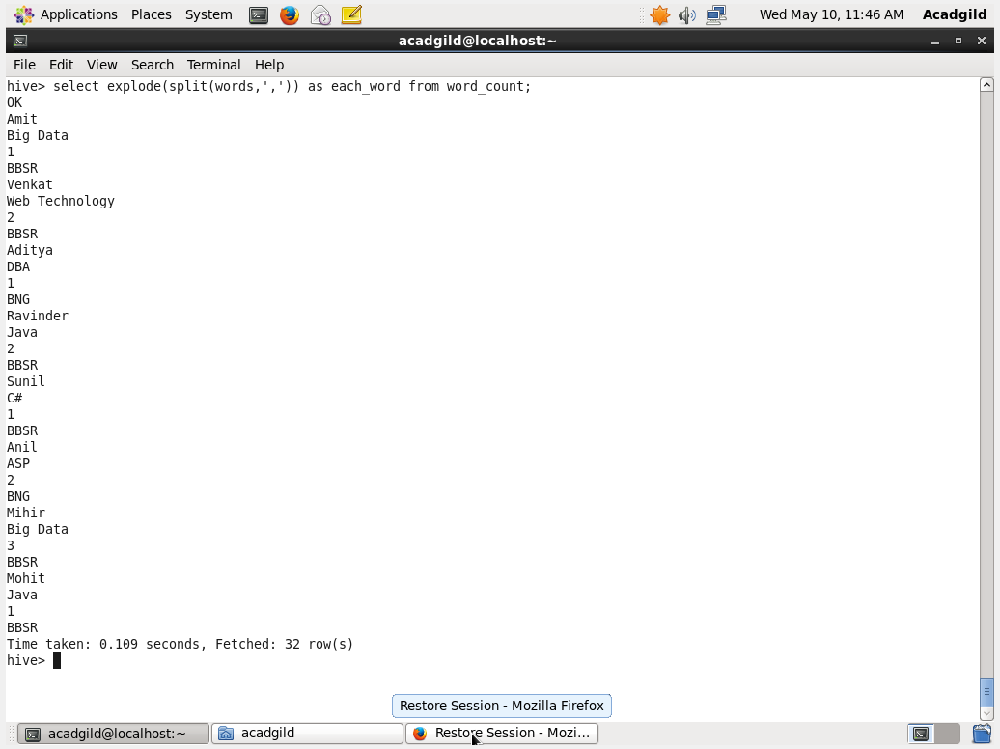 Applications Places System Wed May 10, 11:46 AM Acadgild
acadgild@localhost:~
File Edit View Search Terminal Help
hive> select explode(split(words,',')) as each_word from word_count;
OK
Amit
Big Data
1
BBSR
Venkat
Web Technology
2
BBSR
Aditya
DBA
1
BNG
Ravinder
Java
2
BBSR
Sunil
C#
1
BBSR
Anil
ASP
2
BNG
Mihir
Big Data
3
BBSR
Mohit
Java
1
BBSR
Time taken: 0.109 seconds, Fetched: 32 row(s)
hive>
Restore Session - Mozilla Firefox
acadgild@localhost:~ acadgild Restore Session - Mozi...